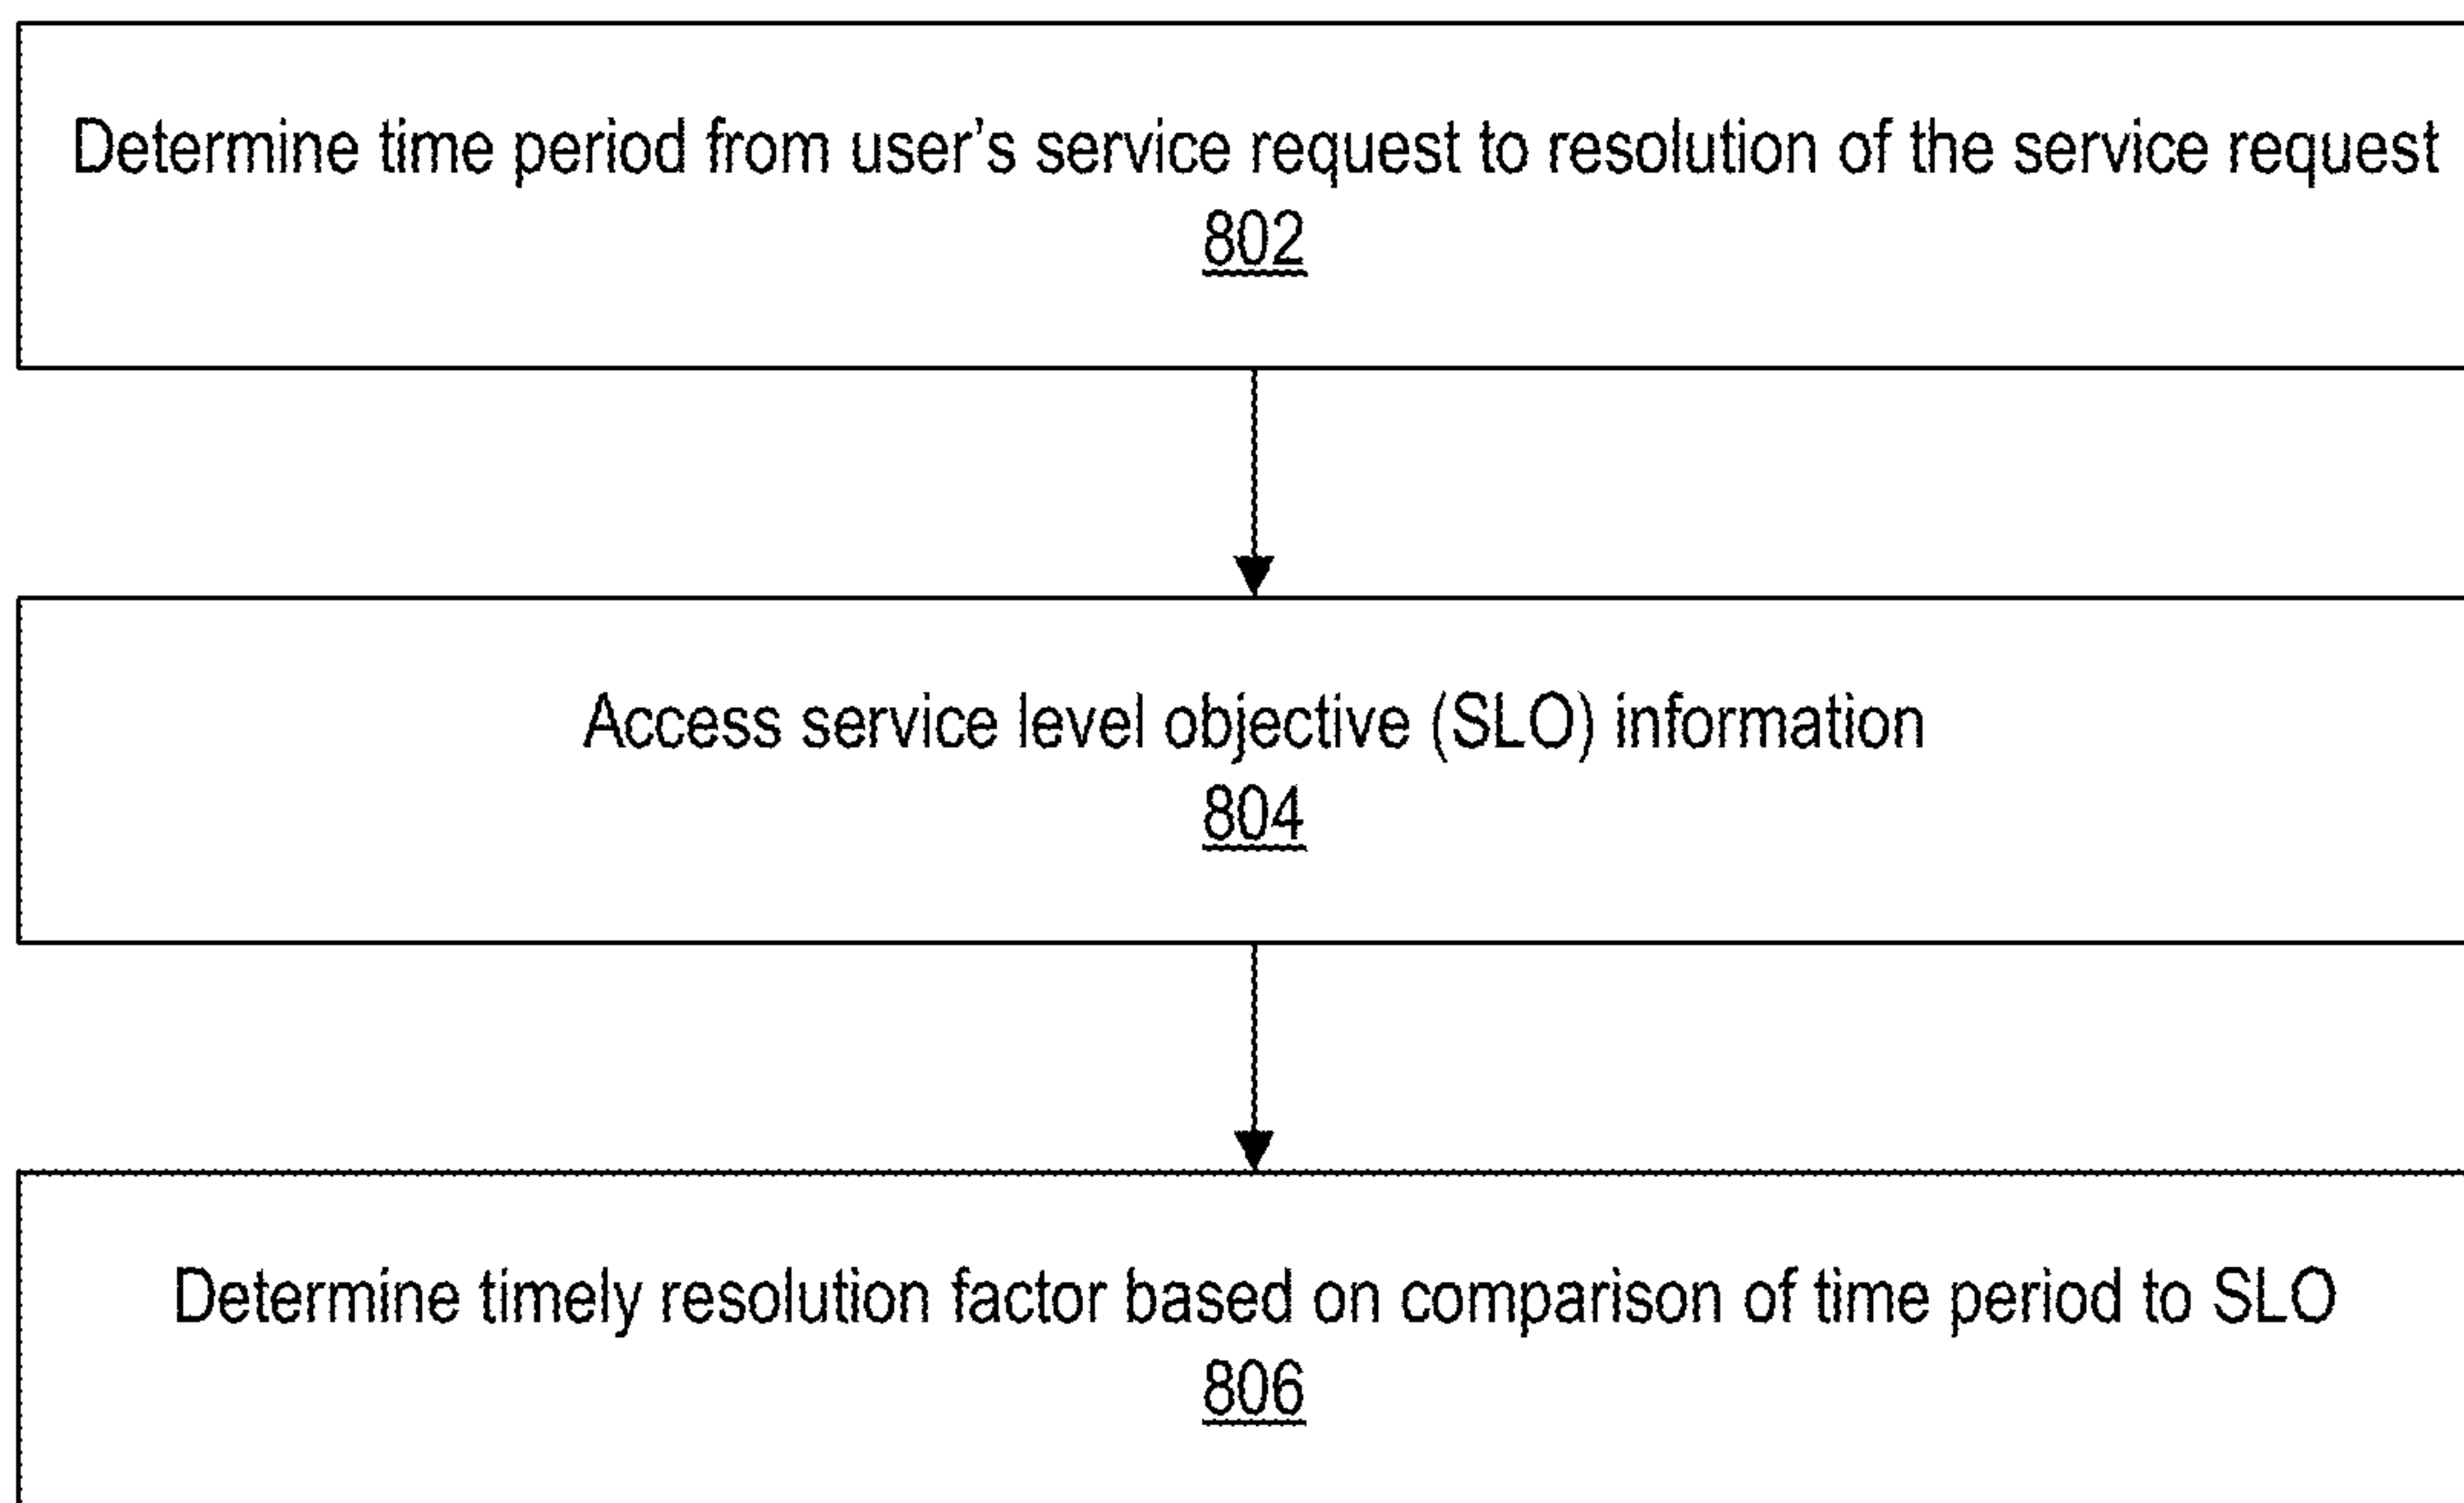 Determine time period from user's service request to resolution of the service request
802
Access service level objective (SLO) information
804
Determine timely resolution factor based on comparison of time period to SLO
806